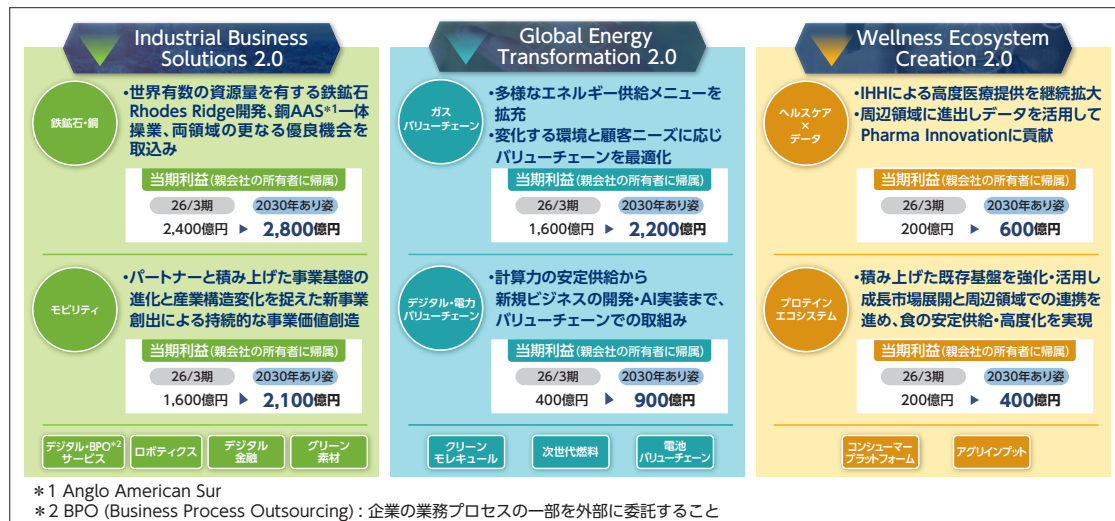 Industrial Business
Solutions 2.0
鉄鉱石・銅
・世界有数の資源量を有する鉄鉱石
Rhodes Ridge開発、銅AAS*1一体
操業、両領域の更なる優良機会を
取込み
当期利益(親会社の所有者に帰属)
26/3期 2030年あり姿
2,400億円 ▶ 2,800億円
モビリティ
・パートナーと積み上げた事業基盤の
進化と産業構造変化を捉えた新事業
創出による持続的な事業価値創造
当期利益(親会社の所有者に帰属)
26/3期 2030年あり姿
1,600億円 ▶ 2,100億円
デジタル・BPO*2
サービス
ロボティクス
デジタル
金融
グリーン
素材
Global Energy
Transformation 2.0
ガス
バリューチェーン
・多様なエネルギー供給メニューを
拡充
・変化する環境と顧客ニーズに応じ
バリューチェーンを最適化
当期利益(親会社の所有者に帰属)
26/3期 2030年あり姿
1,600億円 ▶ 2,200億円
デジタル・電力
バリューチェーン
・計算力の安定供給から
新規ビジネスの開発・AI実装まで、
バリューチェーンでの取組み
当期利益(親会社の所有者に帰属)
26/3期 2030年あり姿
400億円 ▶ 900億円
クリーン
モレキュール
次世代燃料
電池
バリューチェーン
Wellness Ecosystem
Creation 2.0
ヘルスケア
×
データ
・IHHによる高度医療提供を継続拡大
・周辺領域に進出しデータを活用して
Pharma Innovationに貢献
当期利益(親会社の所有者に帰属)
26/3期 2030年あり姿
200億円 ▶ 600億円
プロテイン
エコシステム
・積み上げた既存基盤を強化・活用し
成長市場展開と周辺領域での連携を
進め、食の安定供給・高度化を実現
当期利益(親会社の所有者に帰属)
26/3期 2030年あり姿
200億円 ▶ 400億円
コンシューマー
プラットフォーム
アグリインプット
*1 Anglo American Sur
*2 BPO (Business Process Outsourcing) : 企業の業務プロセスの一部を外部に委託すること